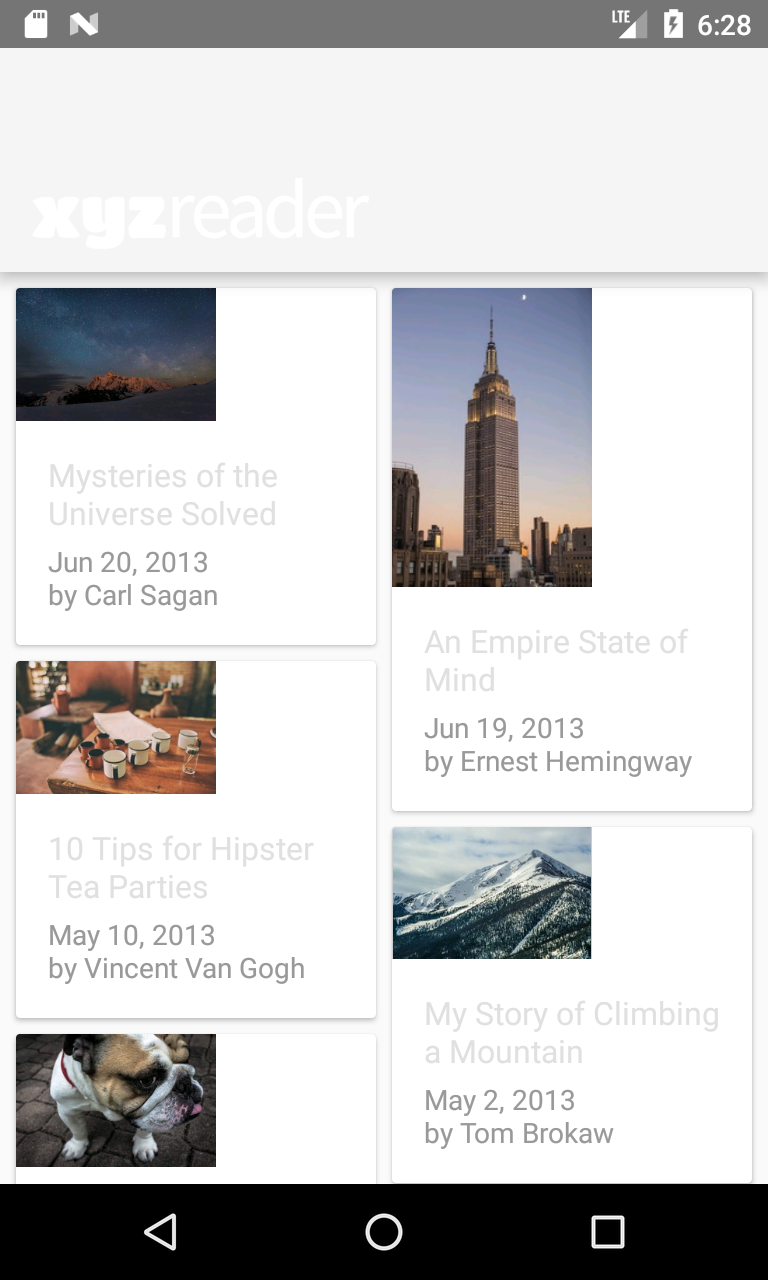 LTE
6:28
xyzreader
Mysteries of the
Universe Solved
Jun 20, 2013
by Carl Sagan
An Empire State of
Mind
Jun 19, 2013
by Ernest Hemingway
10 Tips for Hipster
Tea Parties
May 10, 2013
by Vincent Van Gogh
My Story of Climbing
a Mountain
May 2, 2013
by Tom Brokaw